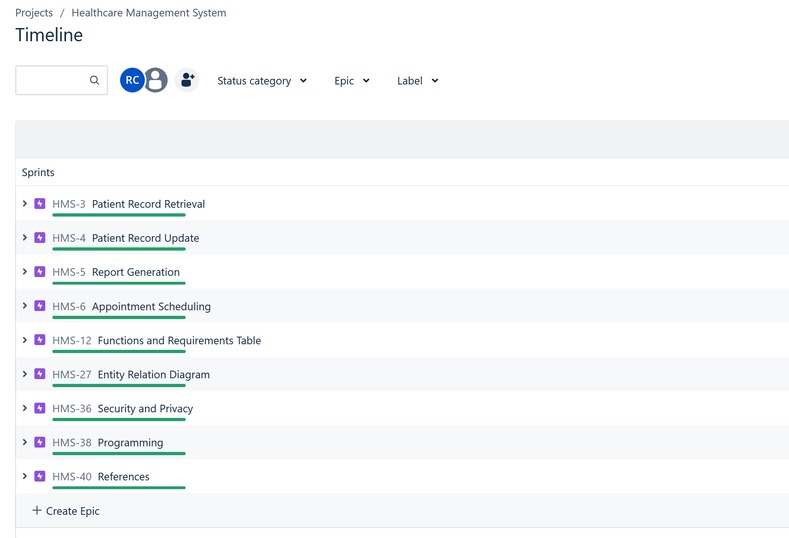 Projects / Healthcare Management System
Timeline
RC Status category Epic Label
Sprints
HMS-3 Patient Record Retrieval
HMS-4 Patient Record Update
HMS-5 Report Generation
HMS-6 Appointment Scheduling
HMS-12 Functions and Requirements Table
HMS-27 Entity Relation Diagram
HMS-36 Security and Privacy
HMS-38 Programming
HMS-40 References
+ Create Epic